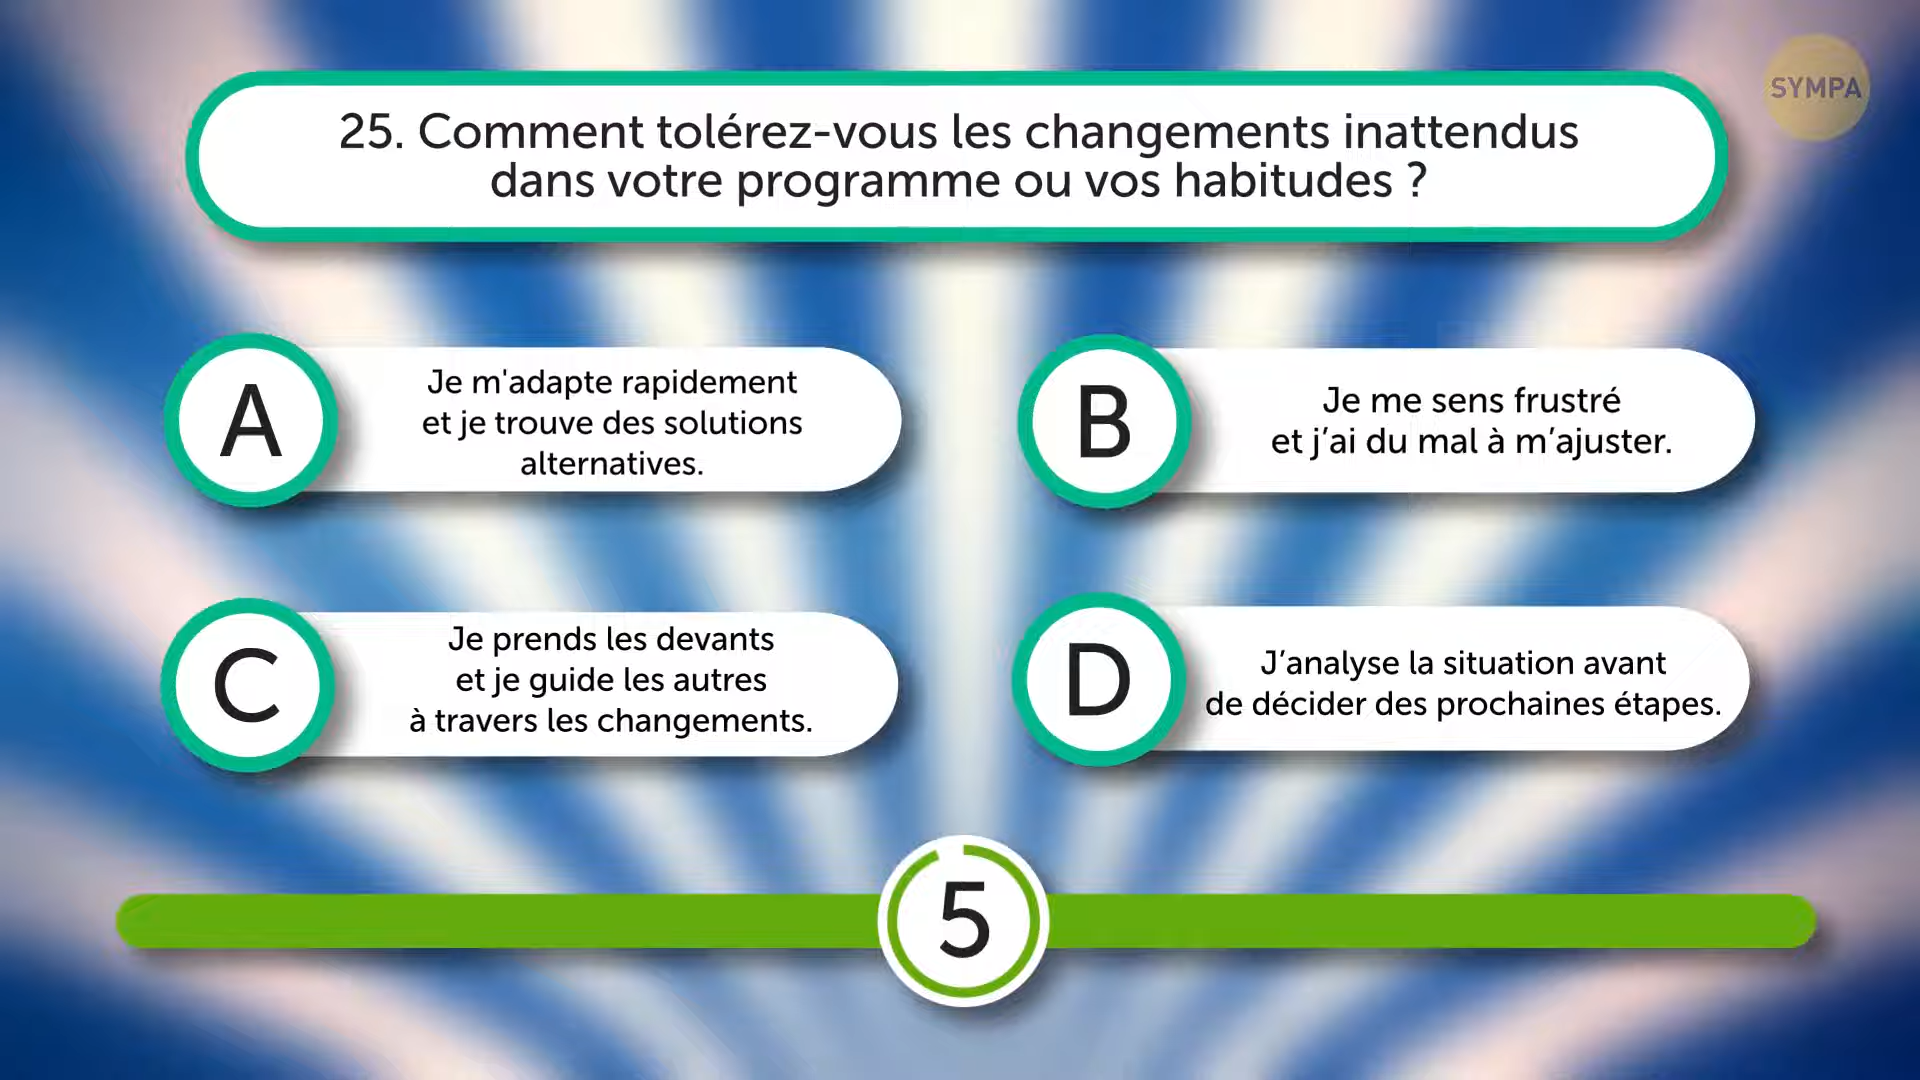 SYMPA
25. Comment tolérez-vous les changements inattendus
dans votre programme ou vos habitudes ?
A
Je m'adapte rapidement
et je trouve des solutions
alternatives.
B
Je me sens frustré
et j’ai du mal à m’ajuster.
C
Je prends les devants
et je guide les autres
à travers les changements.
D
J’analyse la situation avant
de décider des prochaines étapes.
5